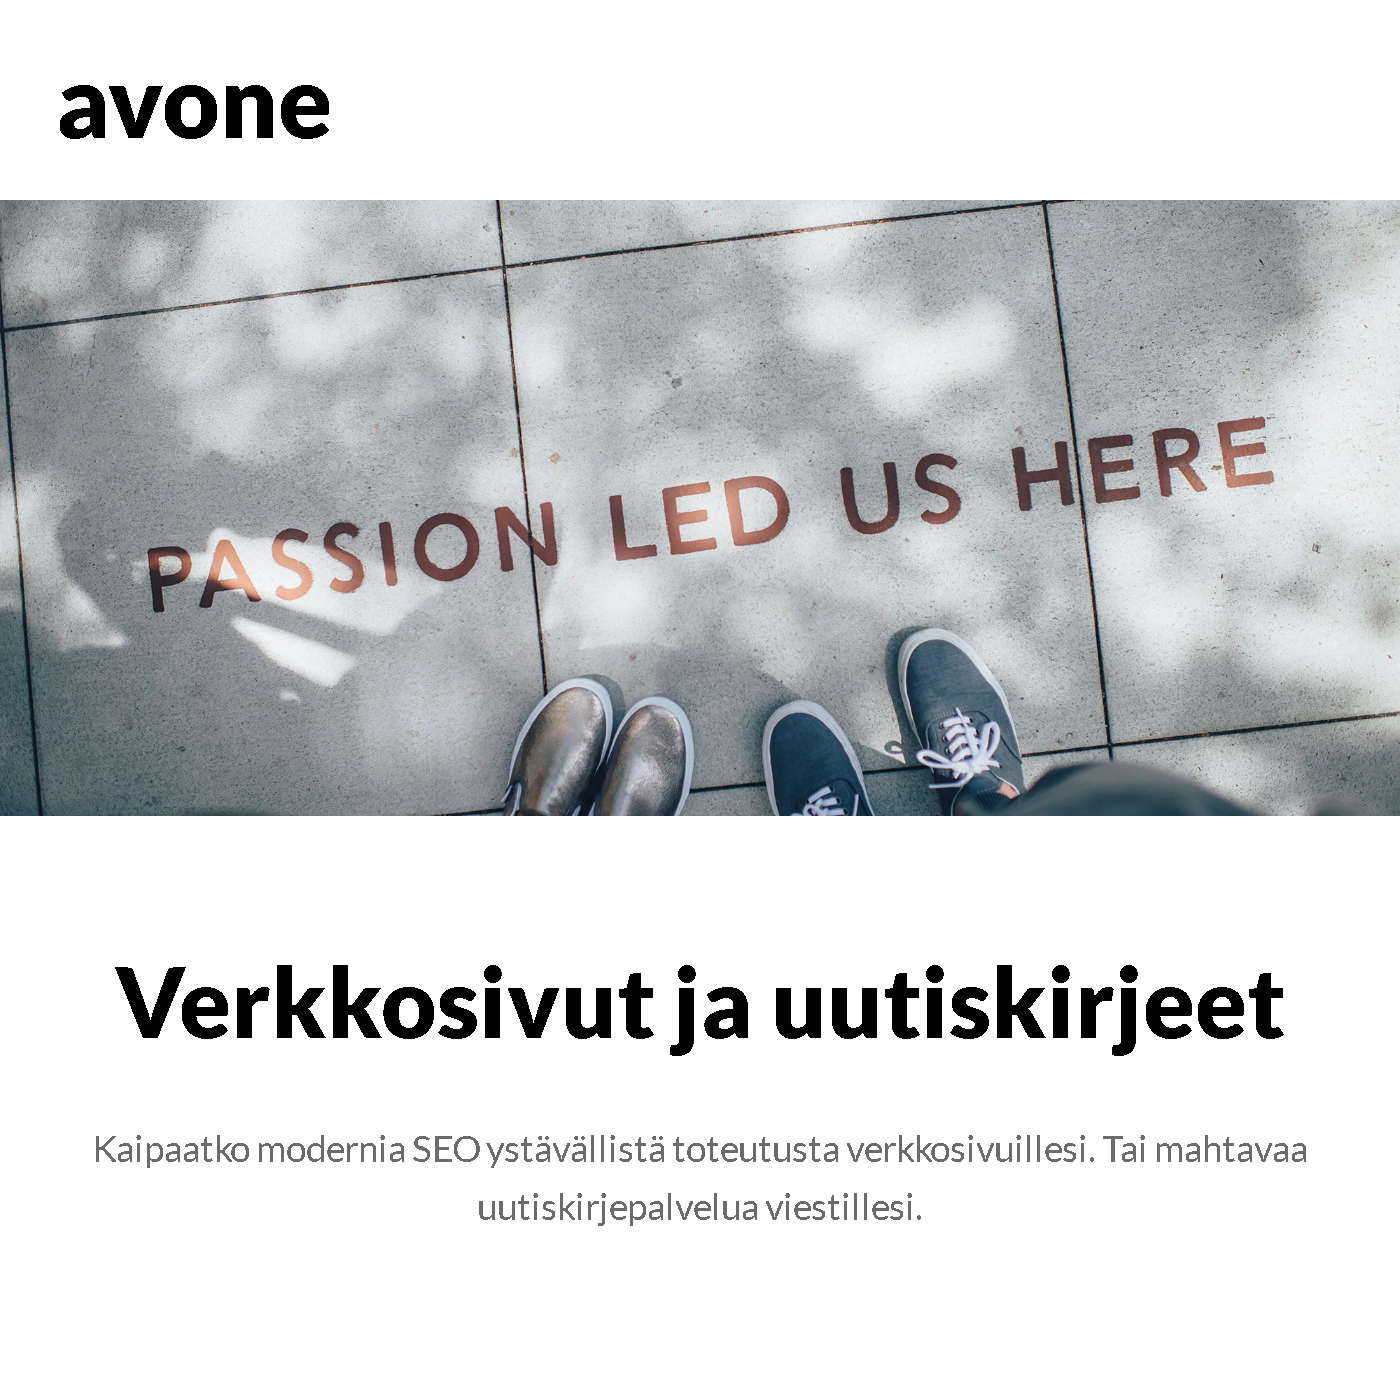 avone
PASSION LED US HERE
Verkkosivut ja uutiskirjeet
Kaipaatko modernia SEO ystävällistä toteutusta verkkosivuillesi. Tai mahtavaa
uutiskirjepalvelua viestillesi.